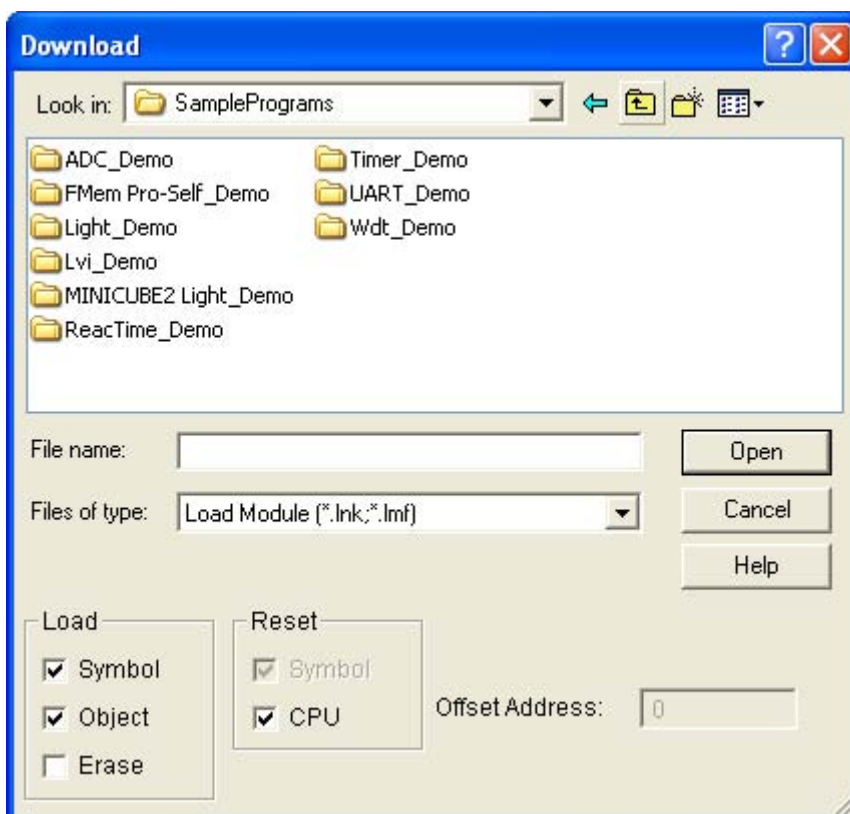 Download
Look in: SamplePrograms
ADC_Demo
FMem Pro-Self_Demo
Light_Demo
Lvi_Demo
MINICUBE2 Light_Demo
ReacTime_Demo
Timer_Demo
UART_Demo
Wdt_Demo
File name:
Open
Files of type: Load Module (*.lnk;*.lmf)
Cancel
Help
Load
Symbol
Object
Erase
Reset
Symbol
CPU
Offset Address: 0